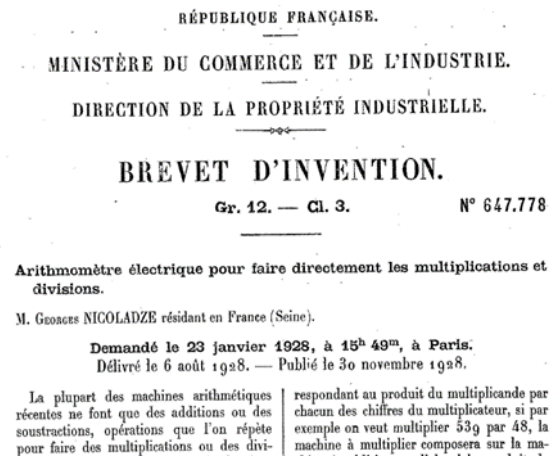 RÉPUBLIQUE FRANÇAISE.
MINISTÈRE DU COMMERCE ET DE L'INDUSTRIE.
DIRECTION DE LA PROPRIÉTÉ INDUSTRIELLE.
BREVET D'INVENTION.
Gr. 12. — Cl. 3. N° 647.778
Arithmomètre électrique pour faire directement les multiplications et
divisions.
M. Georges NICOLADZE résidant en France (Seine).
Demandé le 23 janvier 1928, à 15h 49m, à Paris.
Délivré le 6 août 1928. — Publié le 30 novembre 1928.
La plupart des machines arithmétiques
récentes ne font que des additions ou des
soustractions, opérations que l'on répète
pour faire des multiplications ou des divi-
respondant au produit du multiplicande par
chacun des chiffres du multiplicateur, si par
exemple on veut multiplier 539 par 48, la
machine à multiplier composera sur la ma-